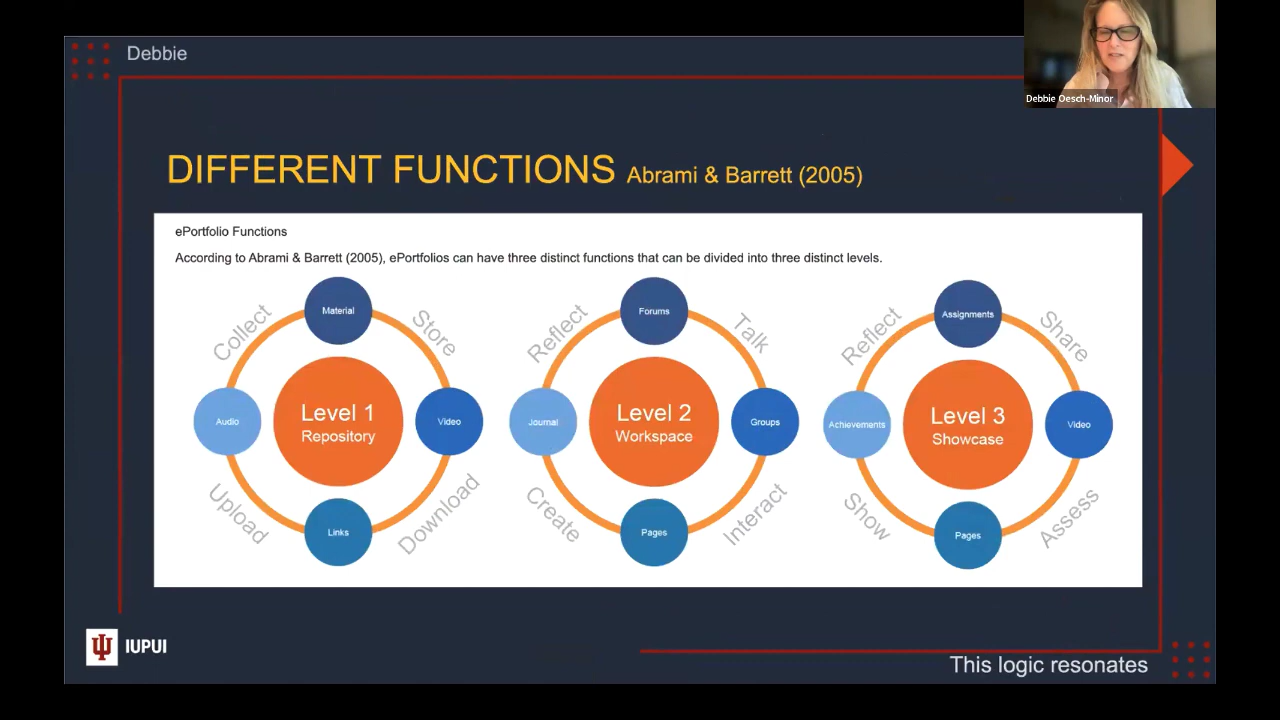 Debbie
Debbie Oesch-Minor
DIFFERENT FUNCTIONS Abrami & Barrett (2005)
ePortfolio Functions
According to Abrami & Barrett (2005), ePortfolios can have three distinct functions that can be divided into three distinct levels.
Collect
Material
Store
Audio
Level 1
Repository
Video
Upload
Links
Download
Reflect
Forums
Talk
Journal
Level 2
Workspace
Groups
Create
Pages
Interact
Reflect
Assignments
Share
Achievements
Level 3
Showcase
Video
Show
Pages
Assess
IUPUI
This logic resonates